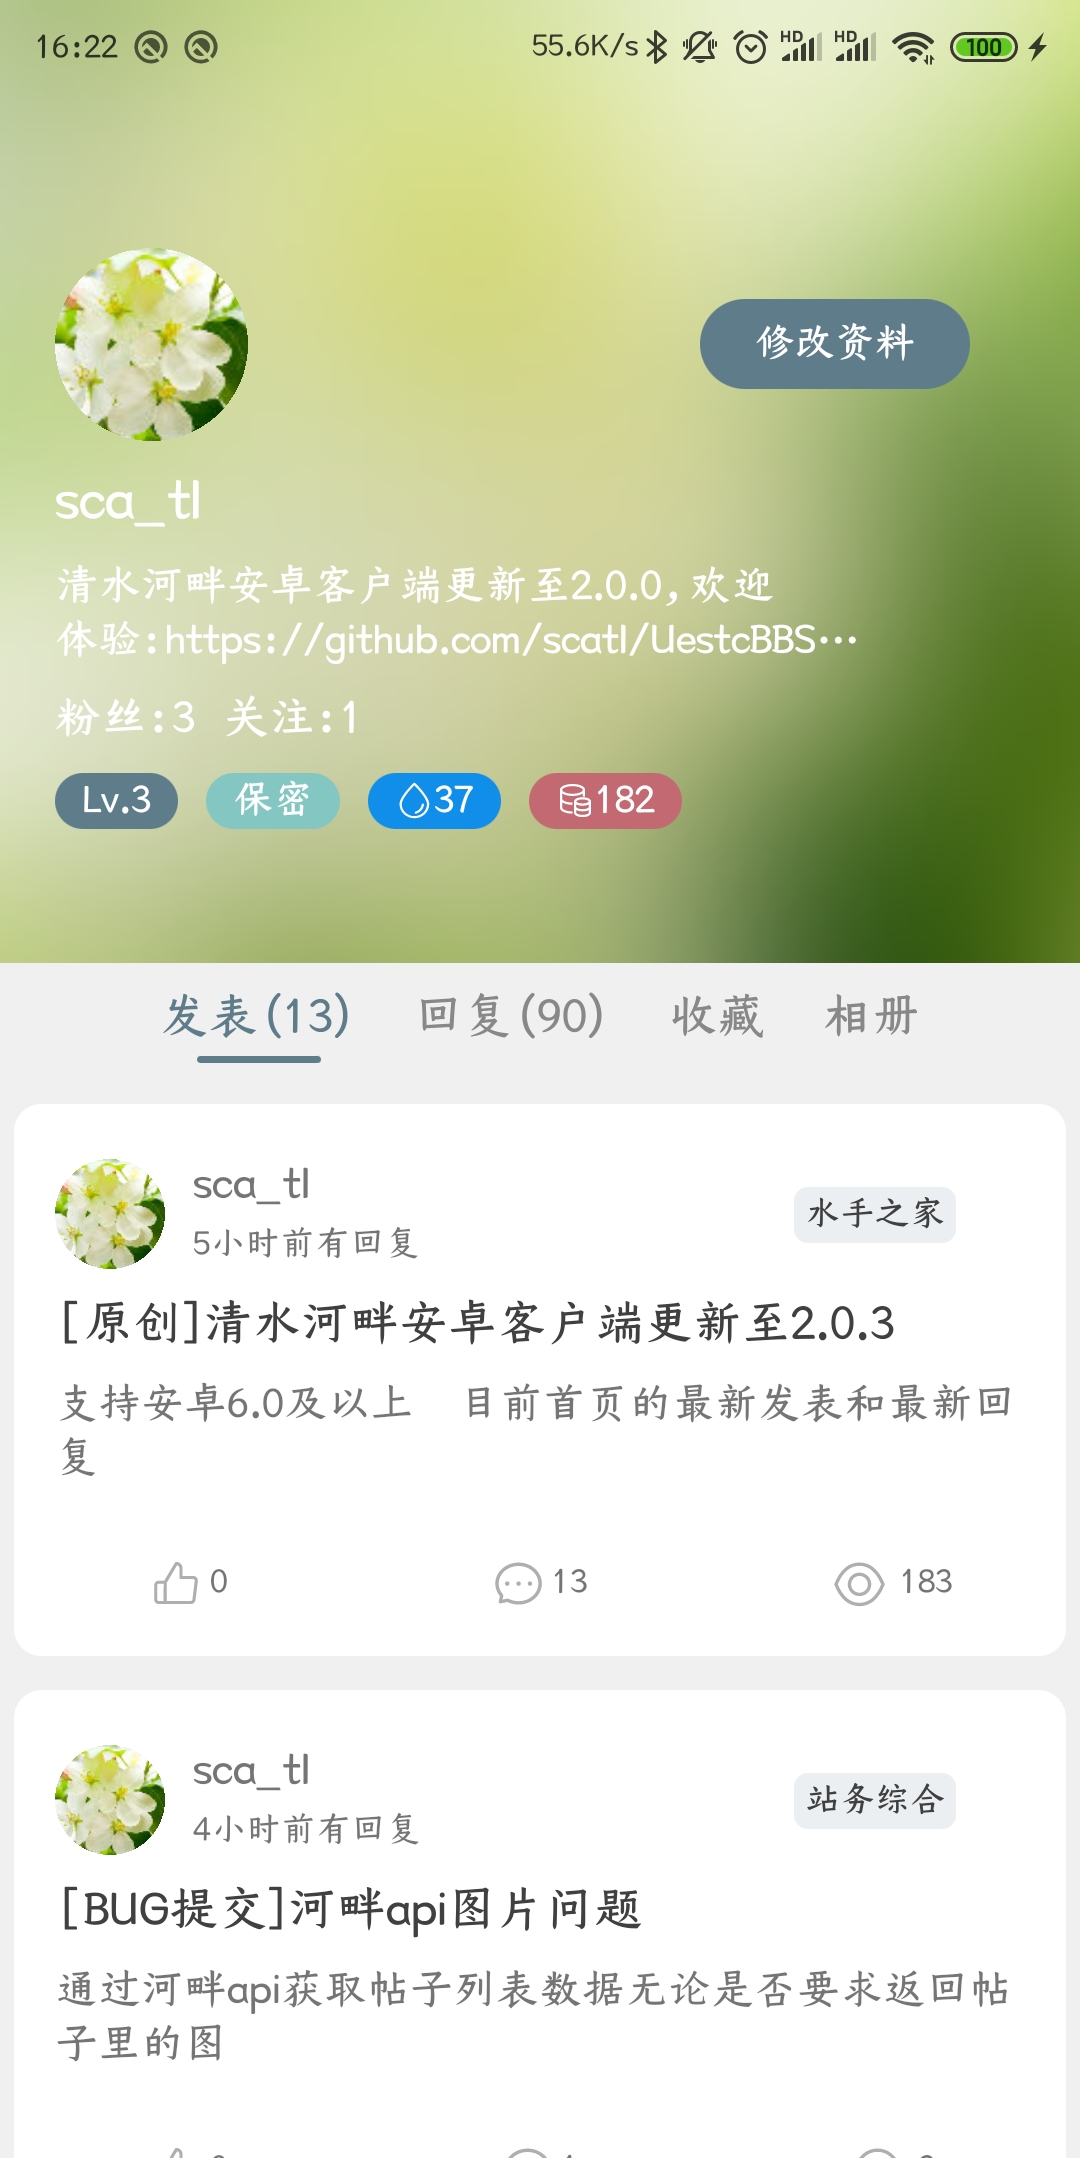 16:22 55.6K/s HD HD 100
修改资料
sca_tl
清水河畔安卓客户端更新至2.0.0,欢迎
体验:https://github.com/scatl/UestcBBS…
粉丝:3 关注:1
Lv.3 保密 37 182
发表(13) 回复(90) 收藏 相册
sca_tl
5小时前有回复
水手之家
[原创]清水河畔安卓客户端更新至2.0.3
支持安卓6.0及以上 目前首页的最新发表和最新回
复
0 13 183
sca_tl
4小时前有回复
站务综合
[BUG提交]河畔api图片问题
通过河畔api获取帖子列表数据无论是否要求返回帖
子里的图